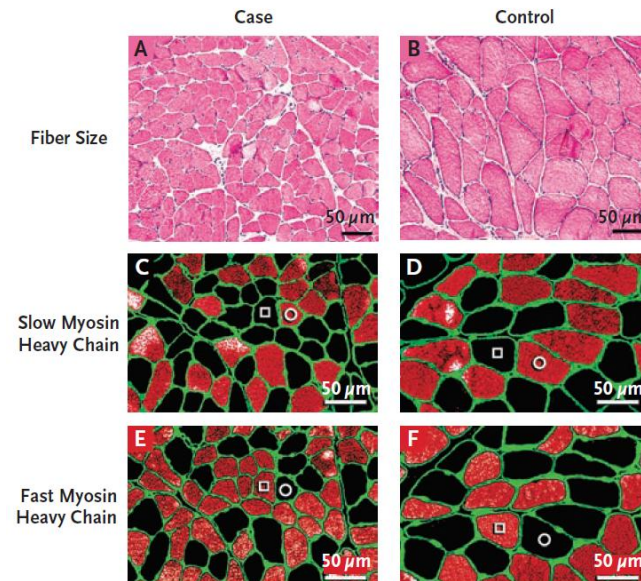 Case Control
A B
Fiber Size
50 µm 50 µm
C D
Slow Myosin
Heavy Chain
50 µm 50 µm
E F
Fast Myosin
Heavy Chain
50 µm 50 µm